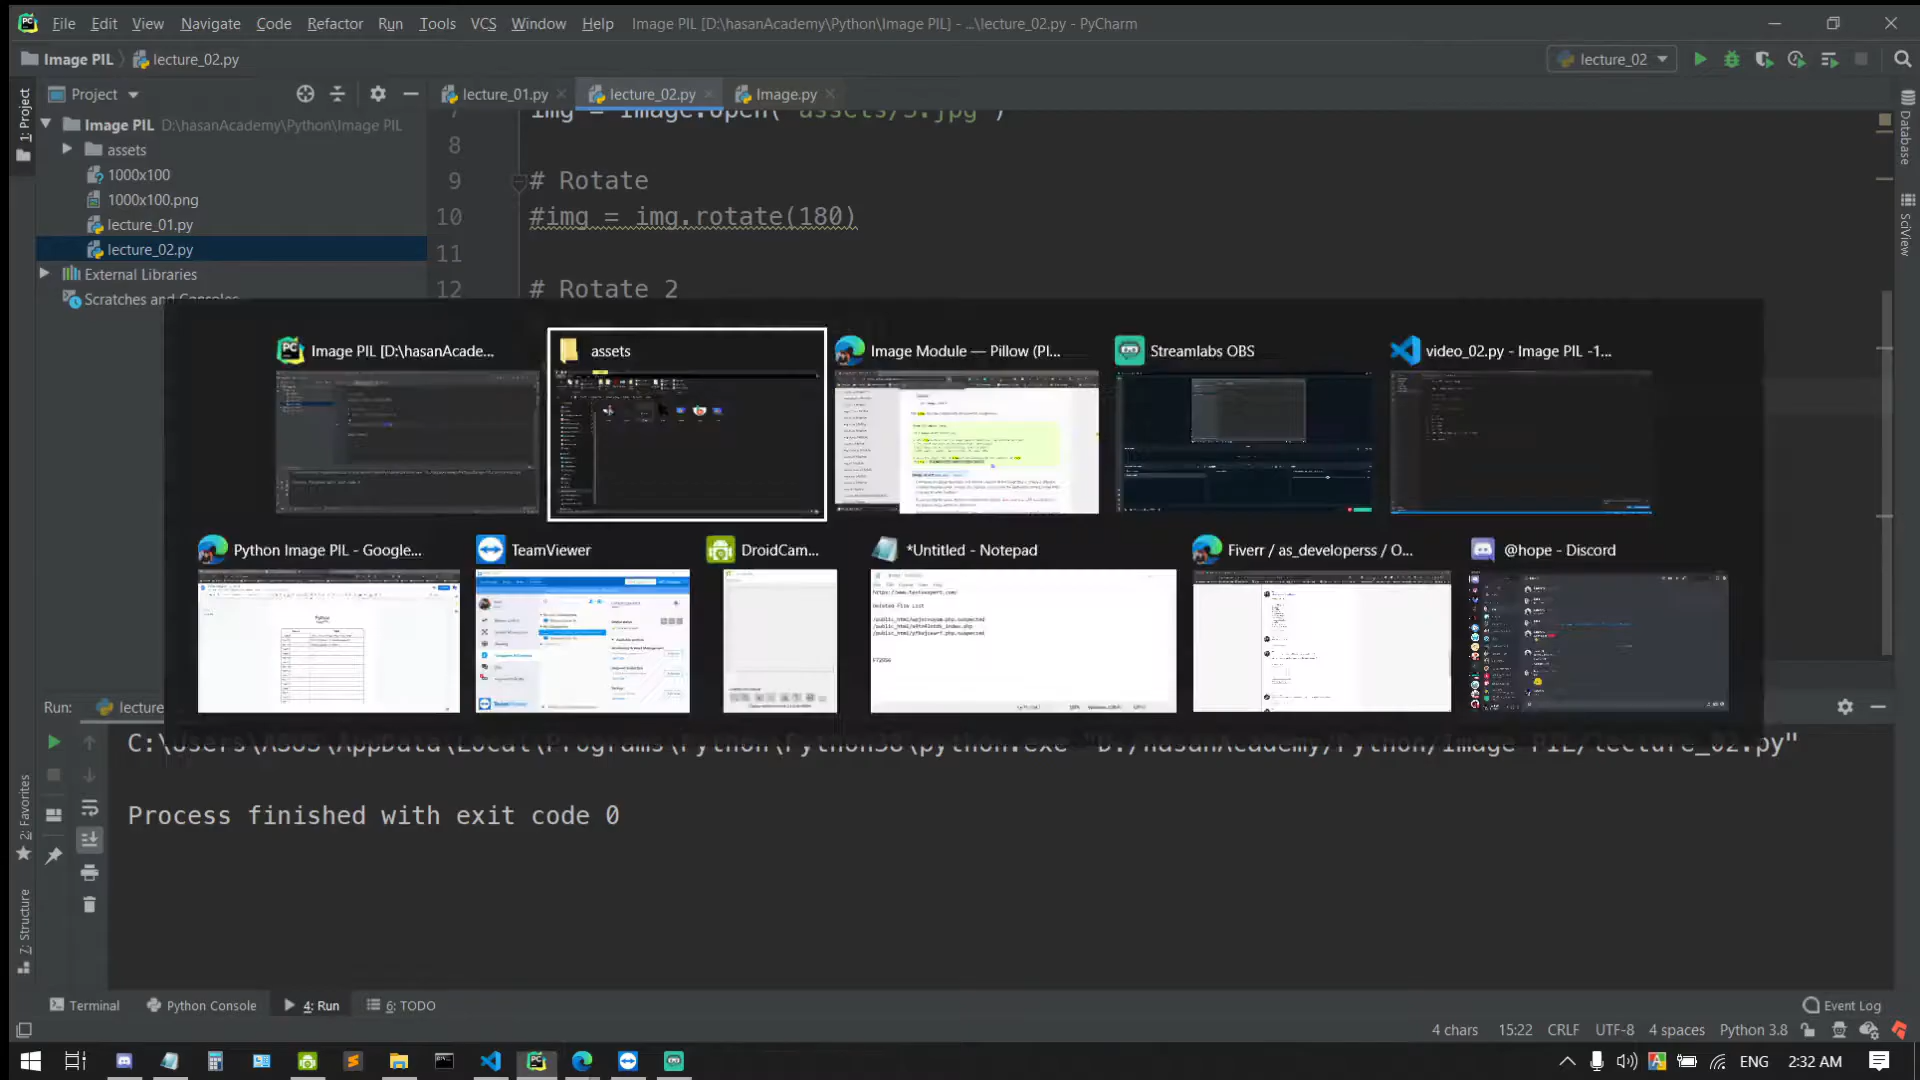 File Edit View Navigate Code Refactor Run Tools VCS Window Help Image PIL [D:\hasanAcademy\Python\Image PIL] - ...\lecture_02.py - PyCharm
Image PIL lecture_02.py
lecture_02
Project
lecture_01.py
lecture_02.py
Image.py
1: Project
Image PIL D:\hasanAcademy\Python\Image PIL
assets
1000x100
1000x100.png
lecture_01.py
lecture_02.py
External Libraries
Scratches and Consoles
7 img = Image.open("assets/3.jpg")
8
9 # Rotate
10 #img = img.rotate(180)
11
12 # Rotate 2
Database
SciView
Image PIL [D:\hasanAcade...
assets
Image Module — Pillow (PI...
Streamlabs OBS
video_02.py - Image PIL -1...
Python Image PIL - Google...
TeamViewer
DroidCam...
*Untitled - Notepad
Fiverr / as_developerss / O...
@hope - Discord
Run: lecture
C:\Users\ASUS\AppData\Local\Programs\Python\Python38\python.exe "D:/hasanAcademy/Python/Image PIL/lecture_02.py"
Process finished with exit code 0
2: Favorites
7: Structure
Terminal Python Console 4: Run 6: TODO Event Log
4 chars 15:22 CRLF UTF-8 4 spaces Python 3.8
ENG 2:32 AM